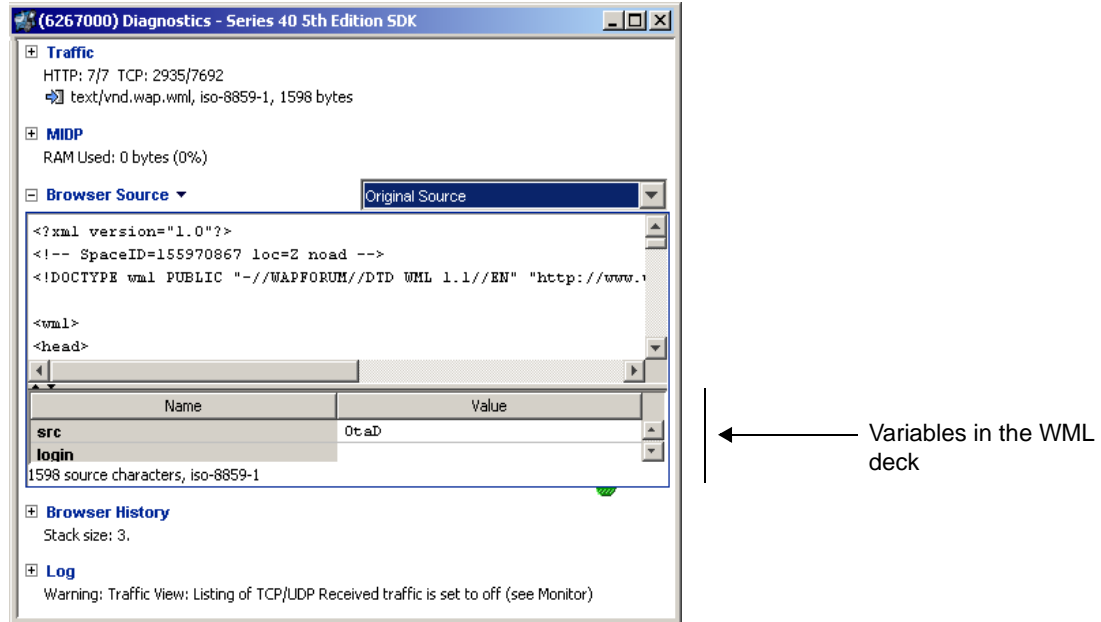 (6267000) Diagnostics - Series 40 5th Edition SDK
Traffic
HTTP: 7/7 TCP: 2935/7692
text/vnd.wap.wml, iso-8859-1, 1598 bytes
MIDP
RAM Used: 0 bytes (0%)
Browser Source
Original Source
<?xml version="1.0"?>
<!-- SpaceID=155970867 loc=Z noad -->
<!DOCTYPE wml PUBLIC "-//WAPFORUM//DTD WML 1.1//EN" "http://www.
<wml>
<head>
Name Value
src 0taD
login
1598 source characters, iso-8859-1
Variables in the WML
deck
Browser History
Stack size: 3.
Log
Warning: Traffic View: Listing of TCP/UDP Received traffic is set to off (see Monitor)